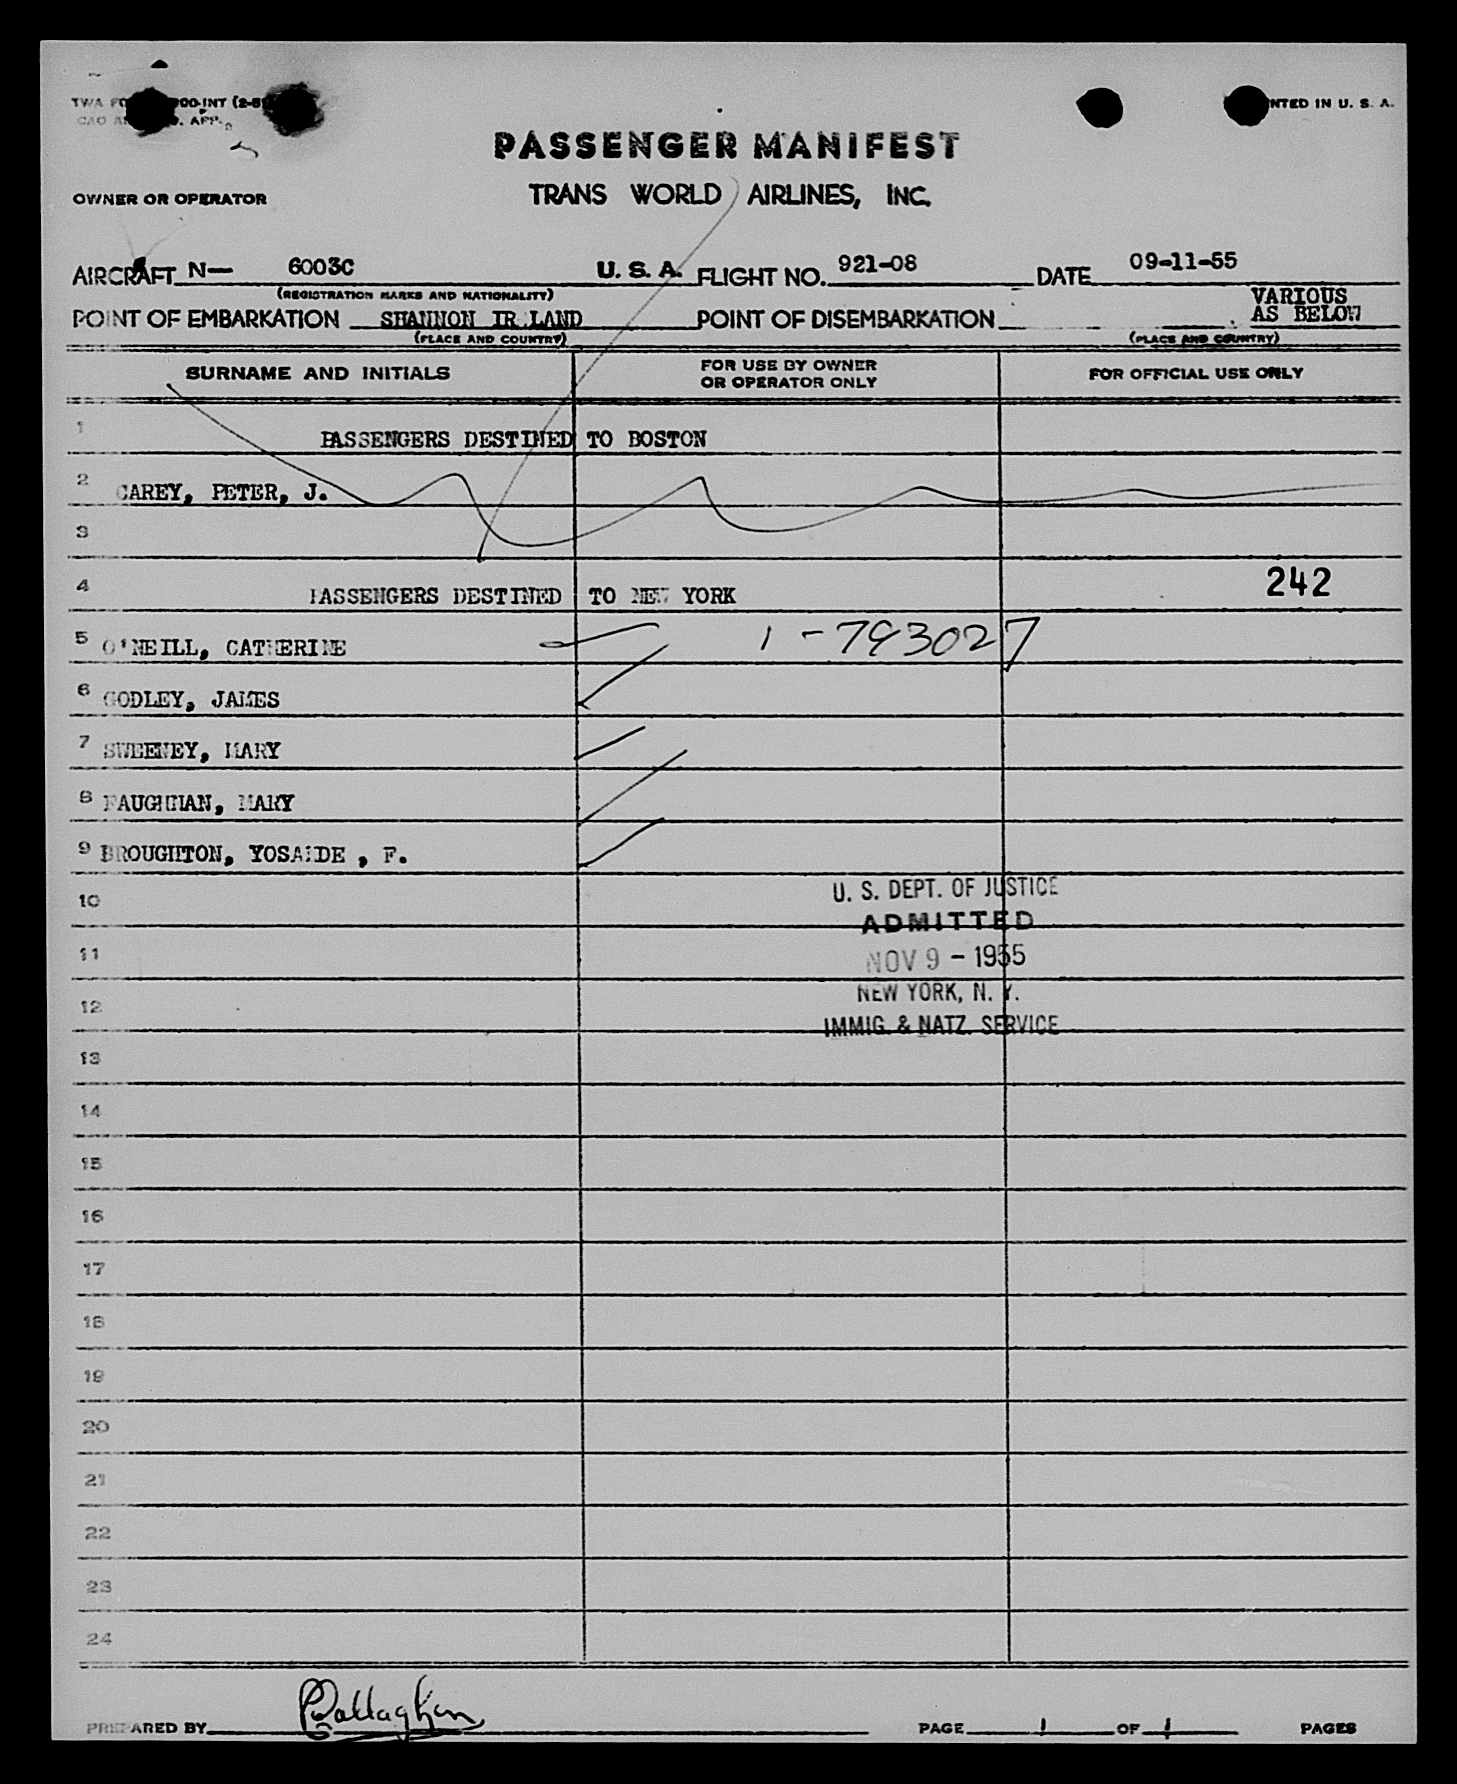 PRINTED IN U. S. A.
PASSENGER MANIFEST
OWNER OR OPERATOR
TRANS WORLD AIRLINES, INC.
AIRCRAFT N— 6003C U. S. A. FLIGHT NO. 921-08 DATE 09-11-55
(REGISTRATION MARKS AND NATIONALITY)
POINT OF EMBARKATION SHANNON IR LAND POINT OF DISEMBARKATION VARIOUS AS BELOW
(PLACE AND COUNTRY) (PLACE AND COUNTRY)
SURNAME AND INITIALS FOR USE BY OWNER OR OPERATOR ONLY FOR OFFICIAL USE ONLY
1 PASSENGERS DESTINED TO BOSTON
2 CAREY, PETER, J.
3
4 PASSENGERS DESTINED TO NEW YORK 242
5 O'NEILL, CATHERINE 1-793027
6 GODLEY, JAMES
7 SWEENEY, MARY
8 FAUGHNAN, MARY
9 BROUGHTON, F.
10 U. S. DEPT. OF JUSTICE
ADMITTED
11 NOV 9 - 1955
12 NEW YORK, N. Y.
IMMIG. & NATZ. SERVICE
13
14
15
16
17
18
19
20
21
22
23
24
PREPARED BY Callaghan PAGE 1 OF 1 PAGES